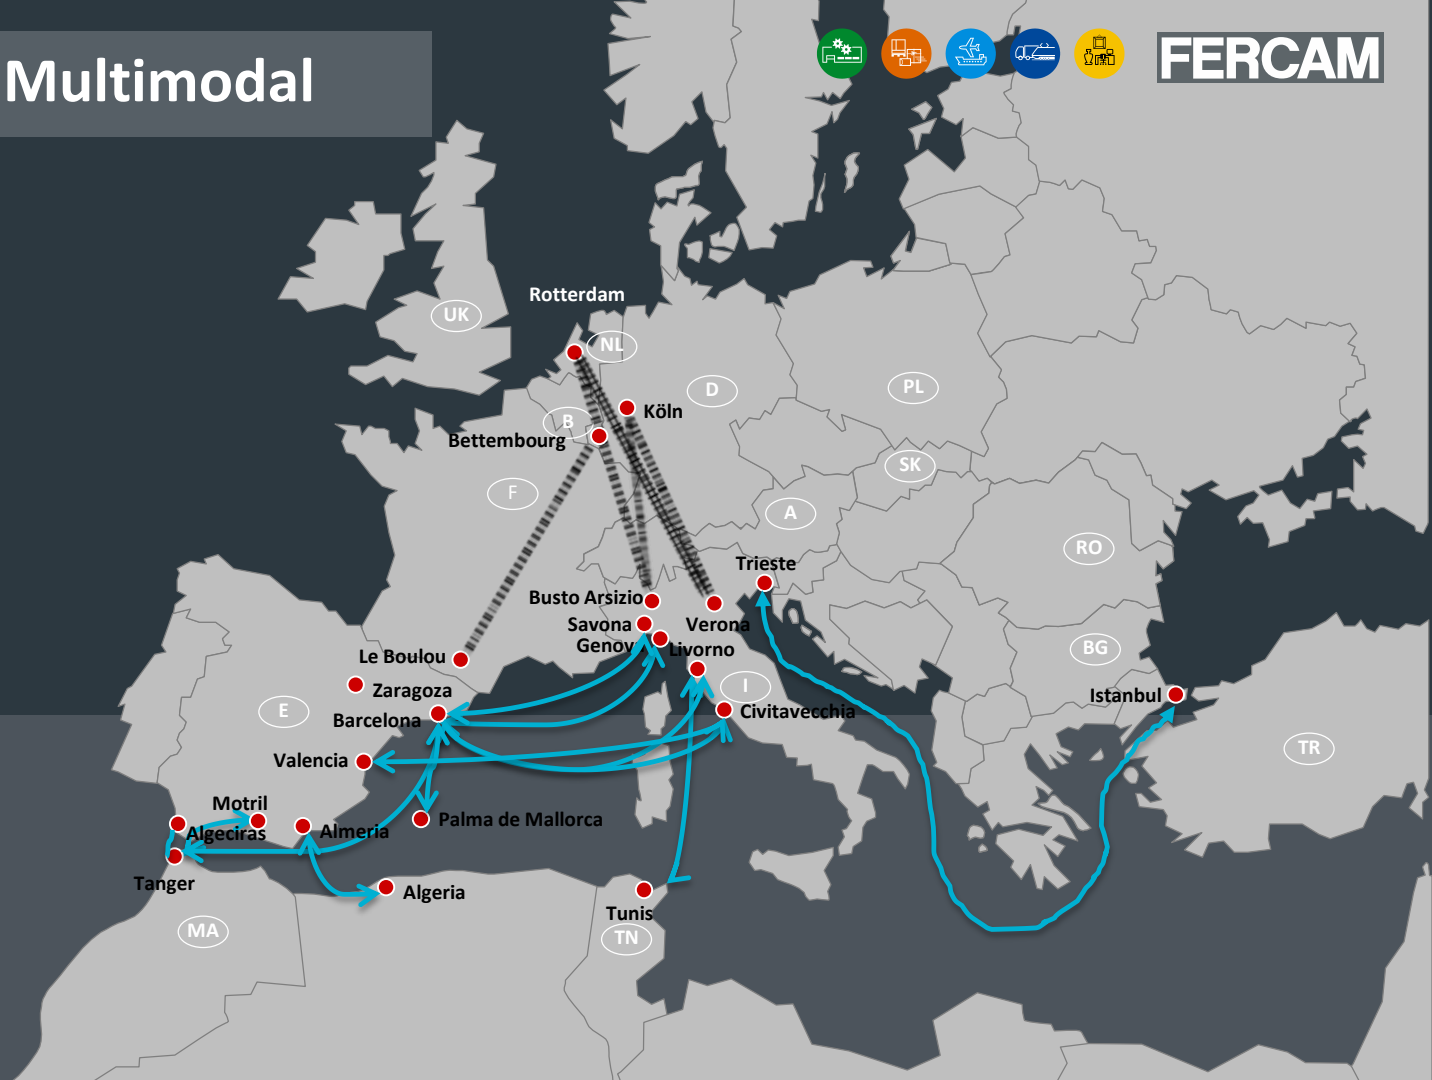 Multimodal
FERCAM
UK
Rotterdam
NL
D
PL
B
Köln
Bettembourg
SK
F
A
RO
Trieste
Busto Arsizio
Savona
Verona
Genov
Livorno
BG
Le Boulou
Zaragoza
I
Istanbul
E
Barcelona
Civitavecchia
Valencia
TR
Motril
Algeciras
Almeria
Palma de Mallorca
Tanger
Algeria
Tunis
MA
TN